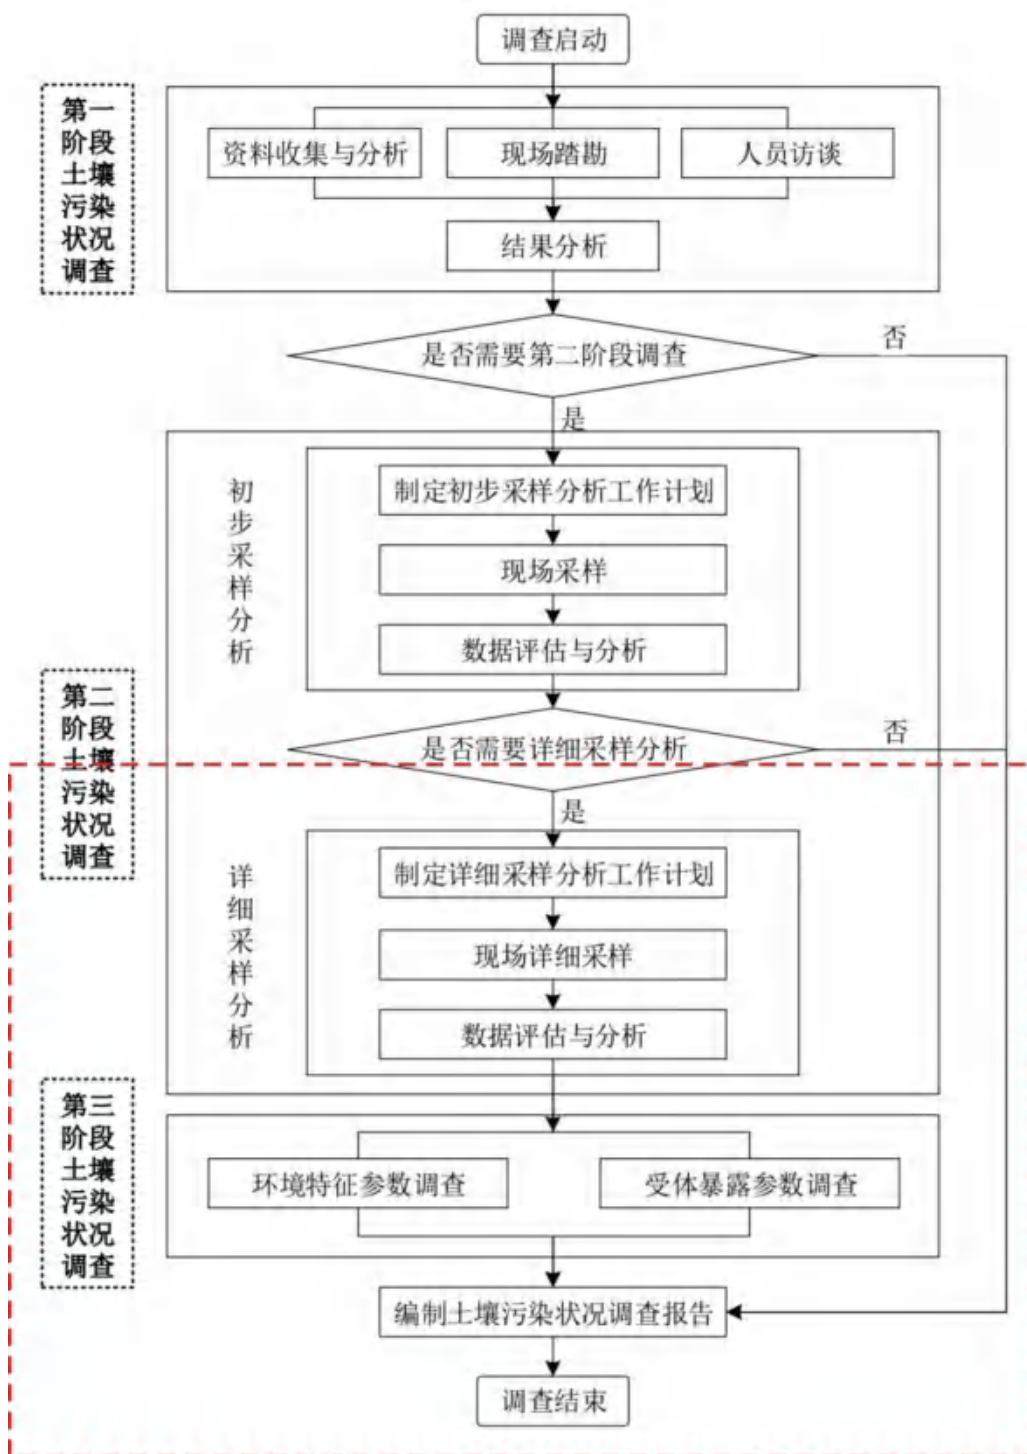 调查启动
第一
阶段
土壤
污染
状况
调查
资料收集与分析
现场踏勘
人员访谈
结果分析
是否需要第二阶段调查
否
是
初
步
采
样
分
析
制定初步采样分析工作计划
现场采样
数据评估与分析
第二
阶段
土壤
污染
状况
调查
是否需要详细采样分析
否
是
详
细
采
样
分
析
制定详细采样分析工作计划
现场详细采样
数据评估与分析
第三
阶段
土壤
污染
状况
调查
环境特征参数调查
受体暴露参数调查
编制土壤污染状况调查报告
调查结束